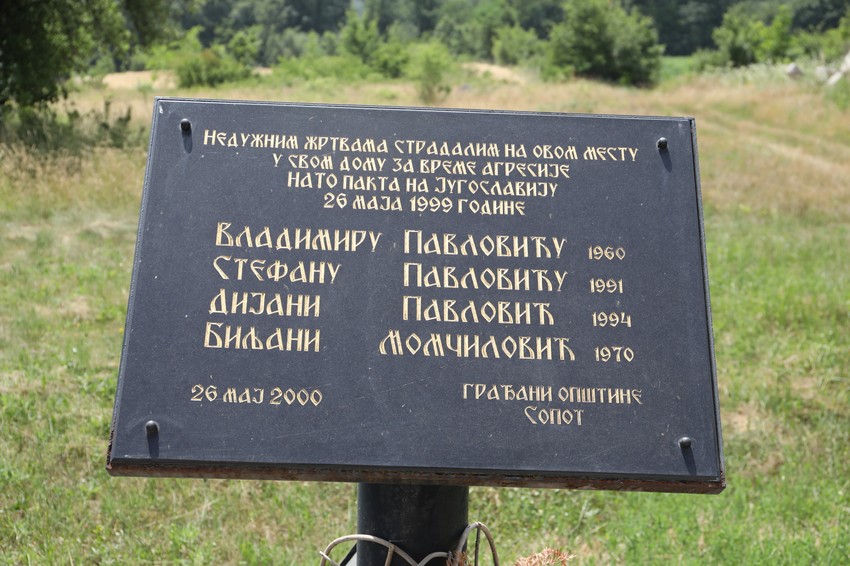 Недужним жртвама страдалим на овом месту
у свом дому за време агресије
НАТО пакта на Југославију
26 маја 1999 године
Владимиру Павловићу 1960
Стефану Павловићу 1991
Дијани Павловић 1994
Биљани Момчиловић 1970
26 мај 2000
грађани општине
Сопот